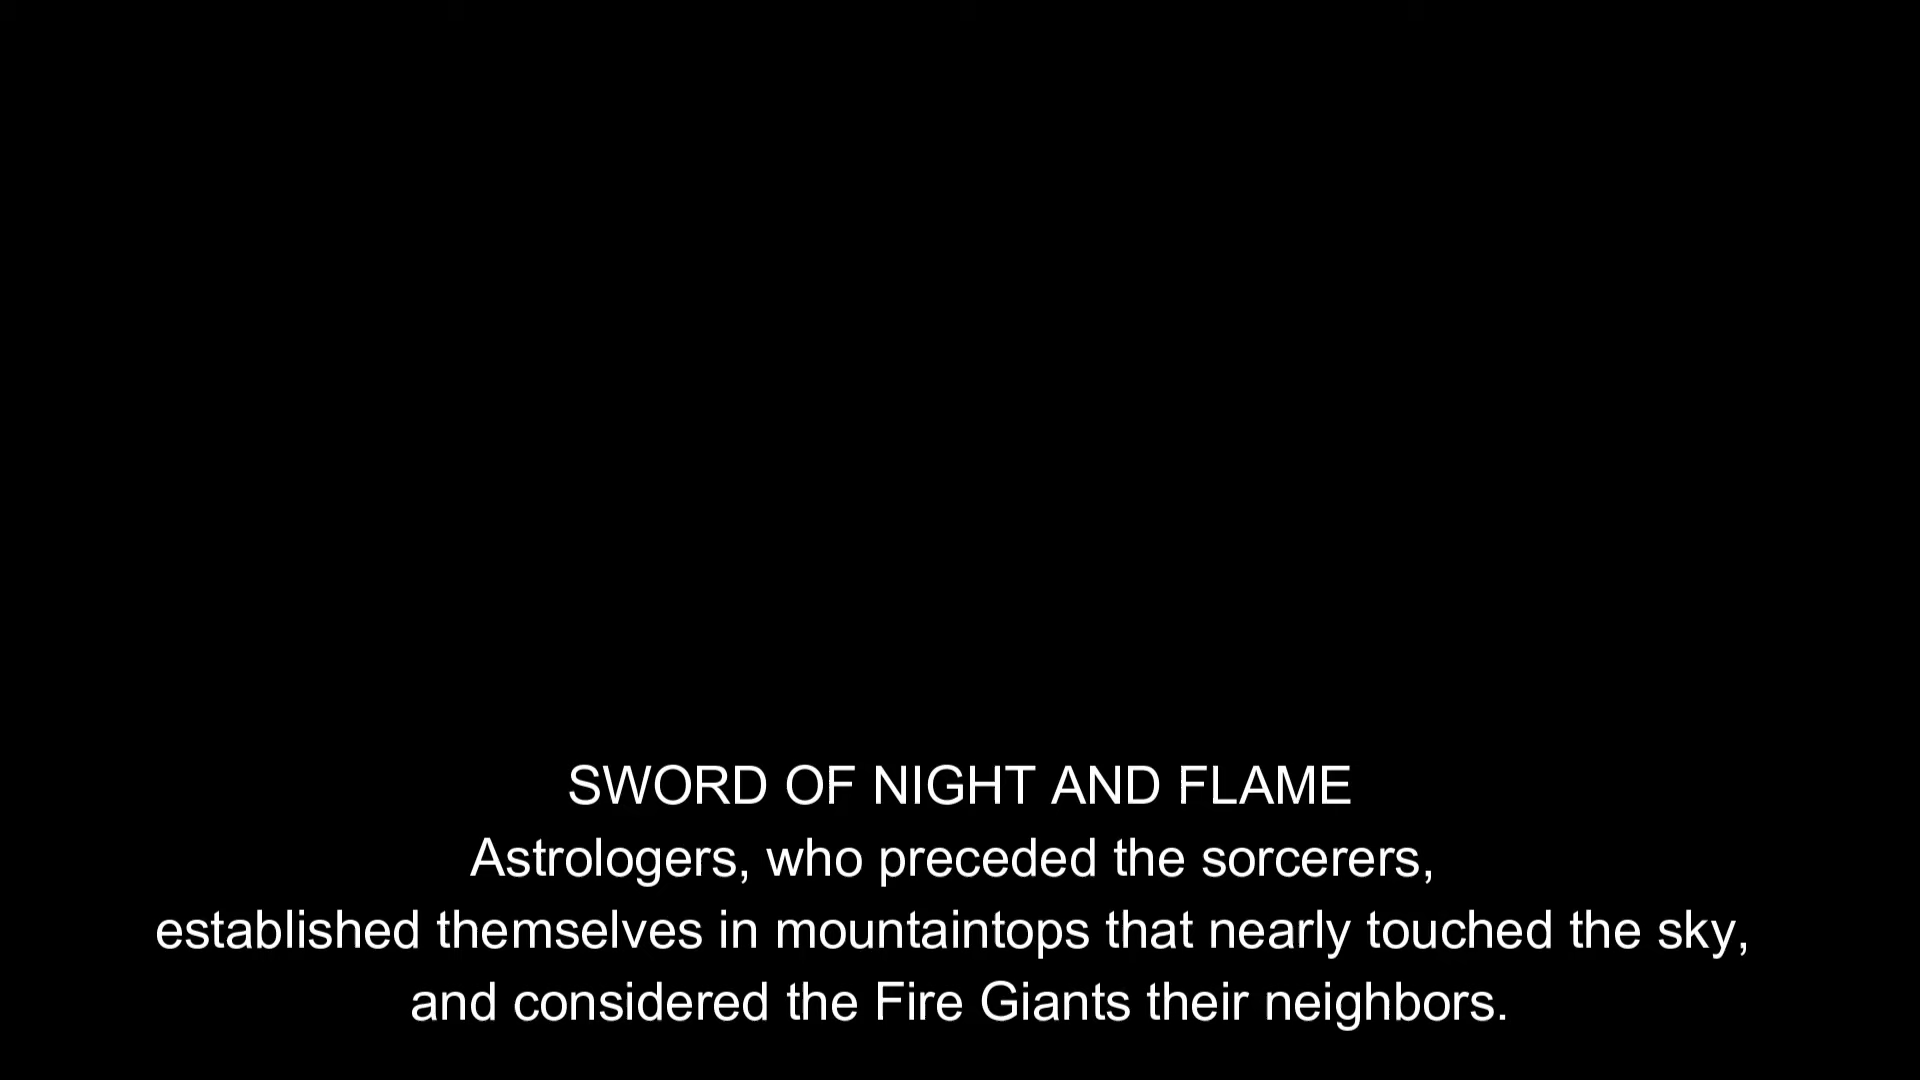 SWORD OF NIGHT AND FLAME
Astrologers, who preceded the sorcerers,
established themselves in mountaintops that nearly touched the sky,
and considered the Fire Giants their neighbors.